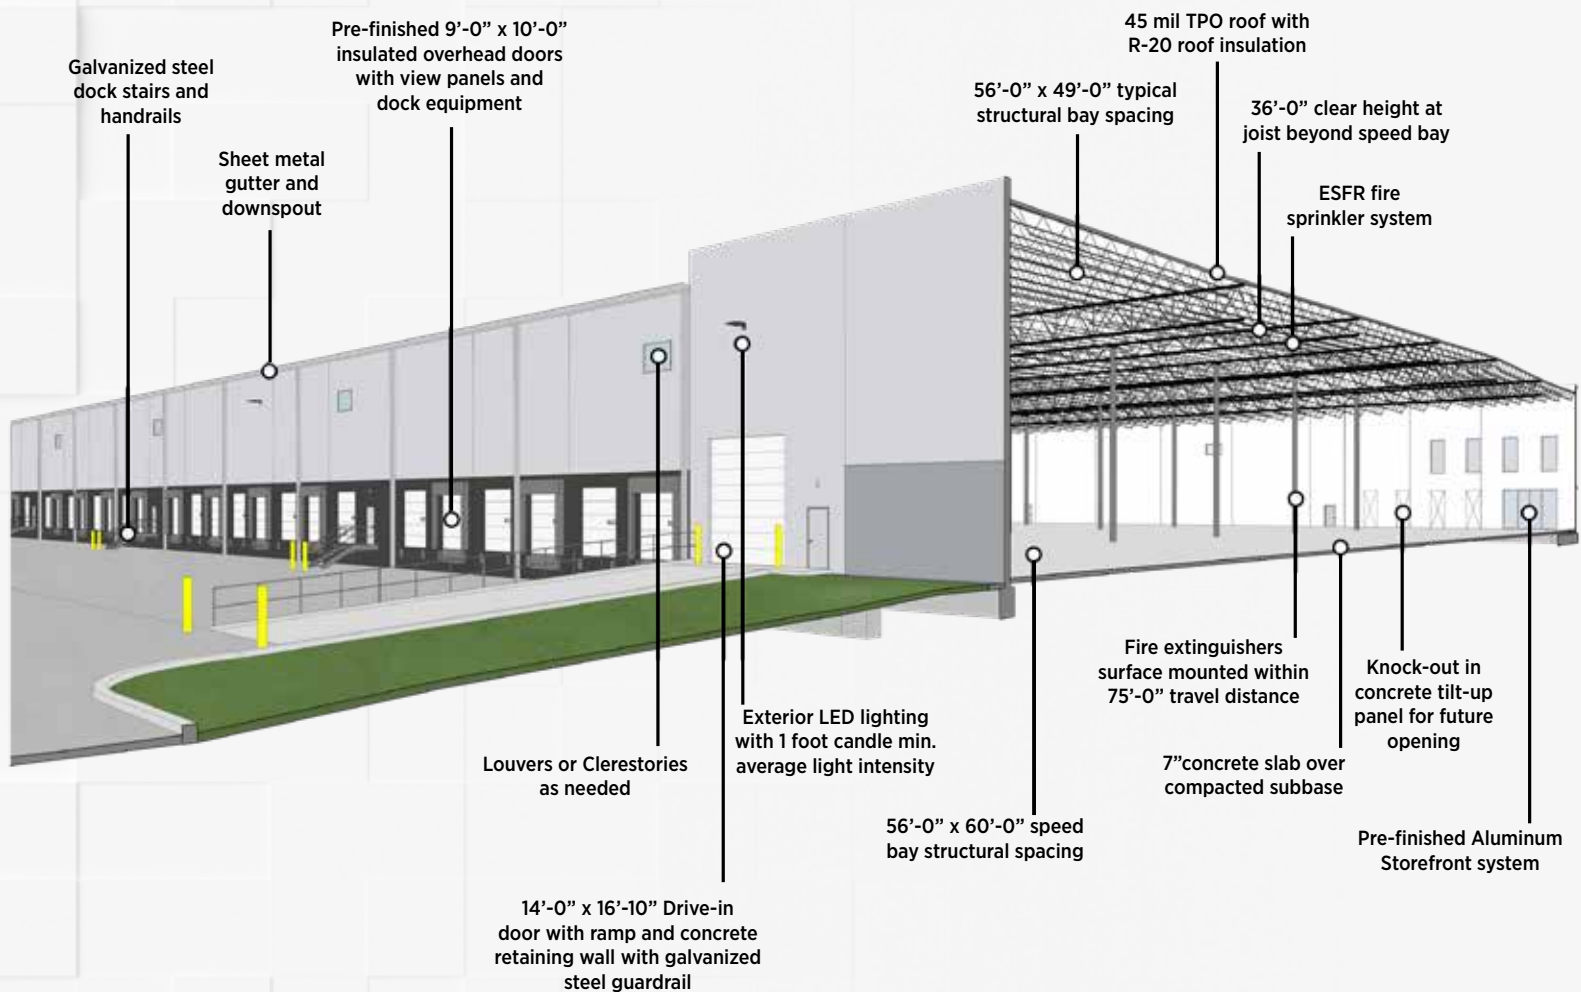 Galvanized steel
dock stairs and
handrails
Sheet metal
gutter and
downspout
Pre-finished 9’-0” x 10’-0”
insulated overhead doors
with view panels and
dock equipment
45 mil TPO roof with
R-20 roof insulation
56’-0” x 49’-0” typical
structural bay spacing
36’-0” clear height at
joist beyond speed bay
ESFR fire
sprinkler system
Louvers or Clerestories
as needed
Exterior LED lighting
with 1 foot candle min.
average light intensity
14’-0” x 16’-10” Drive-in
door with ramp and concrete
retaining wall with galvanized
steel guardrail
56’-0” x 60’-0” speed
bay structural spacing
Fire extinguishers
surface mounted within
75’-0” travel distance
7”concrete slab over
compacted subbase
Knock-out in
concrete tilt-up
panel for future
opening
Pre-finished Aluminum
Storefront system